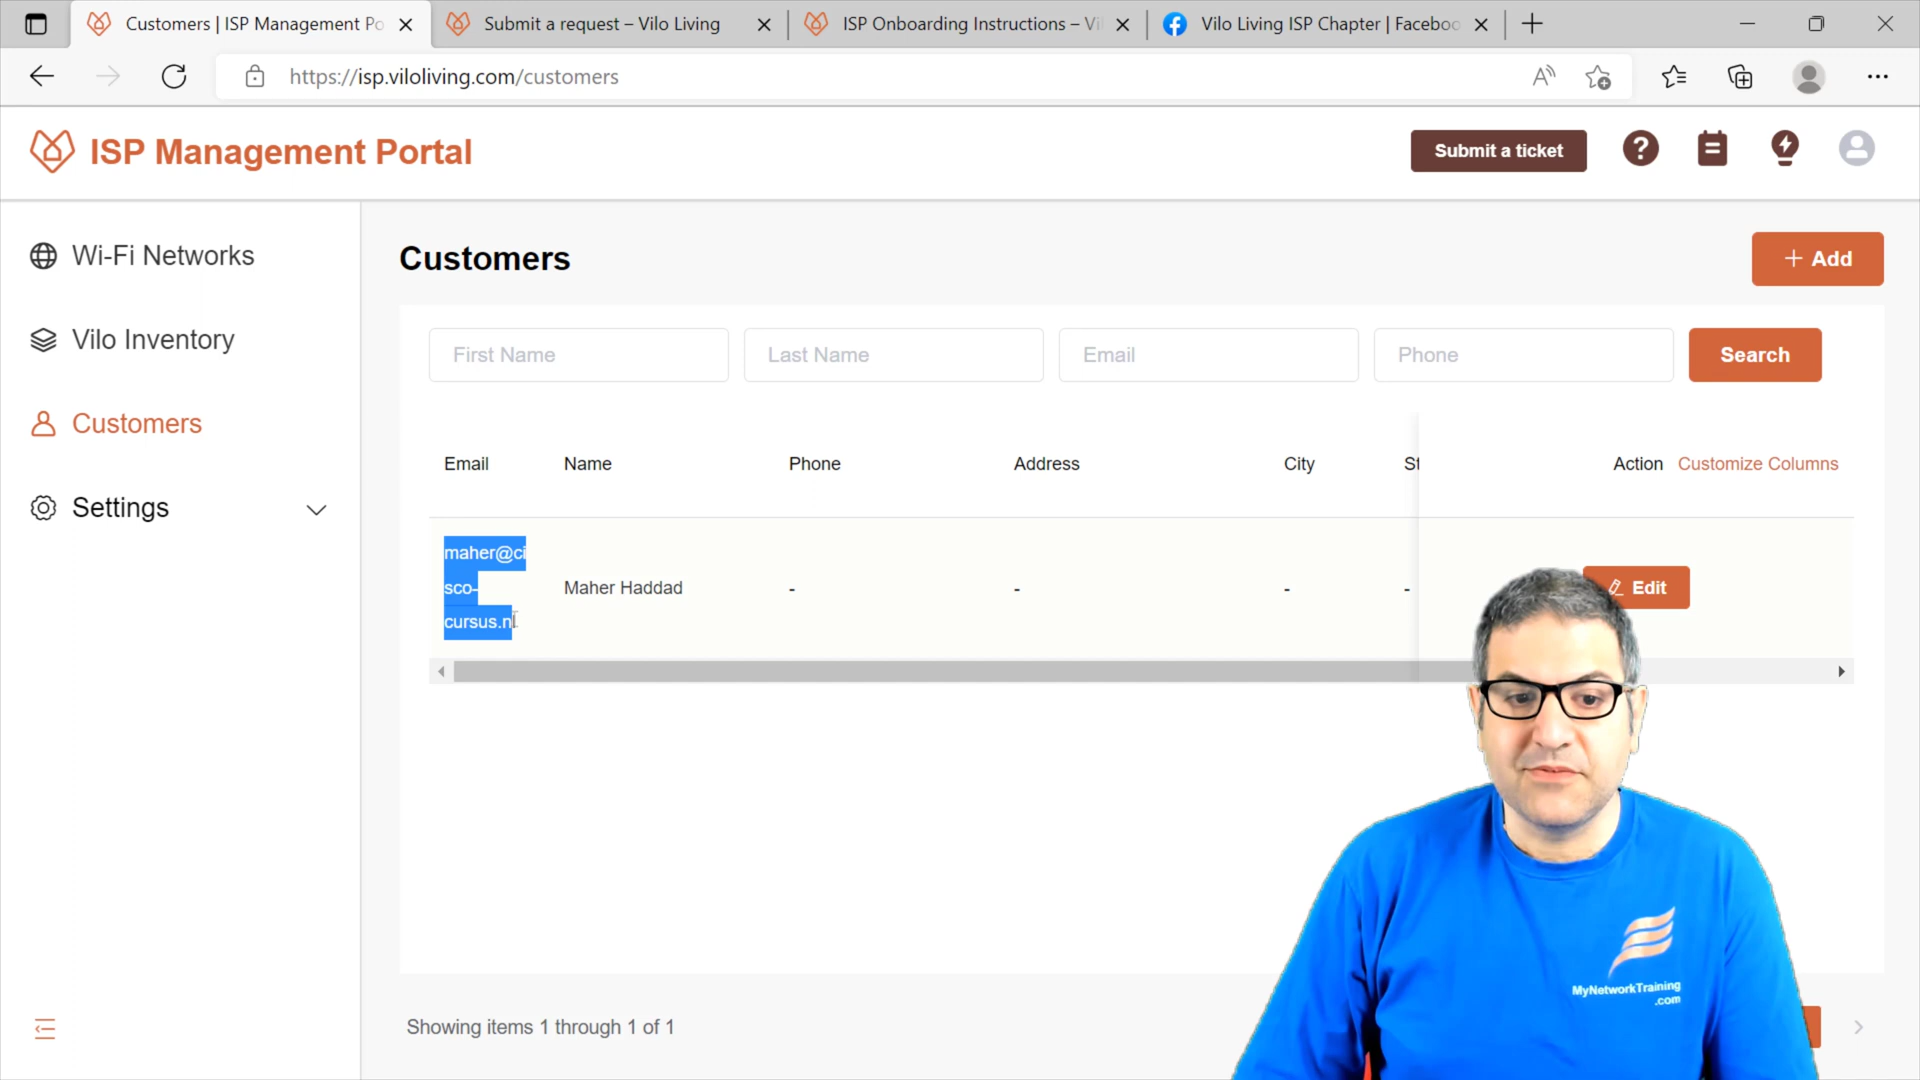 Customers | ISP Management Po
Submit a request – Vilo Living
ISP Onboarding Instructions – Vil
Vilo Living ISP Chapter | Faceboo
https://isp.viloliving.com/customers
ISP Management Portal
Submit a ticket
Wi-Fi Networks
Vilo Inventory
Customers
Settings
Customers
+ Add
First Name
Last Name
Email
Phone
Search
Email
Name
Phone
Address
City
St
Action
Customize Columns
maher@ci
sco-
cursus.nl
Maher Haddad
-
-
-
-
Edit
MyNetworkTraining
.com
Showing items 1 through 1 of 1